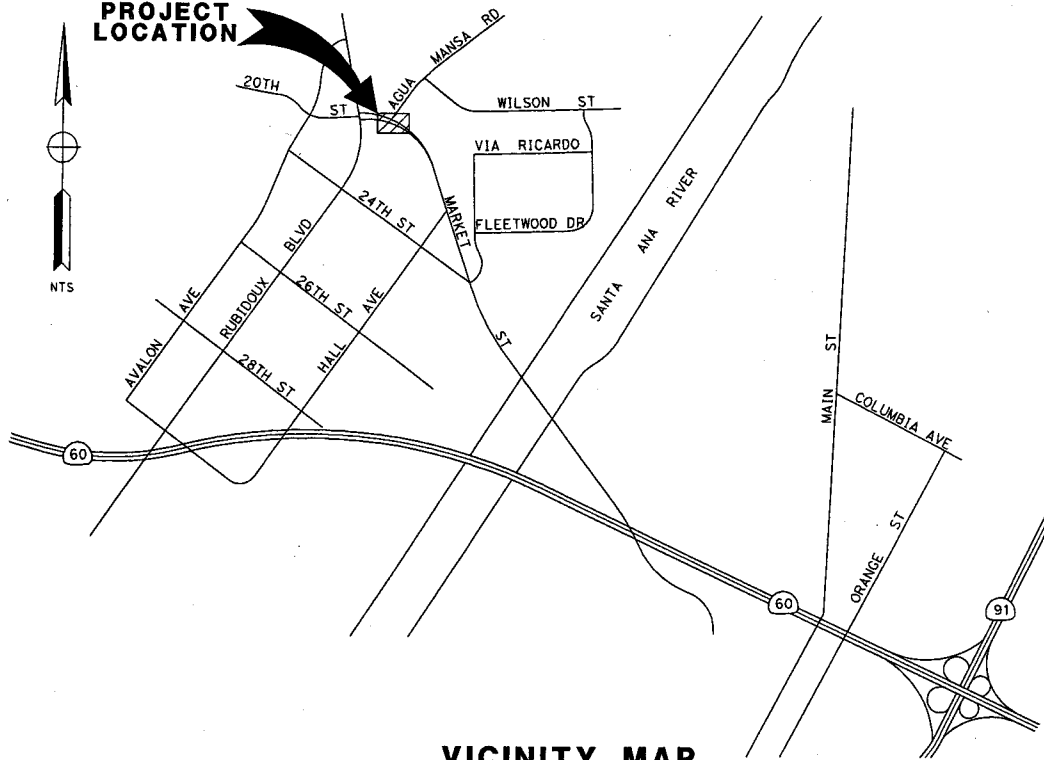 PROJECT
LOCATION
NTS
20TH ST
AGUA MANSA RD
WILSON ST
VIA RICARDO
FLEETWOOD DR
24TH ST
MARKET ST
26TH ST
28TH ST
AVALON AVE
RUBIDOUX BLVD
HALL AVE
SANTA ANA RIVER
MAIN ST
COLUMBIA AVE
ORANGE ST
60
60
91
VICINITY MAP